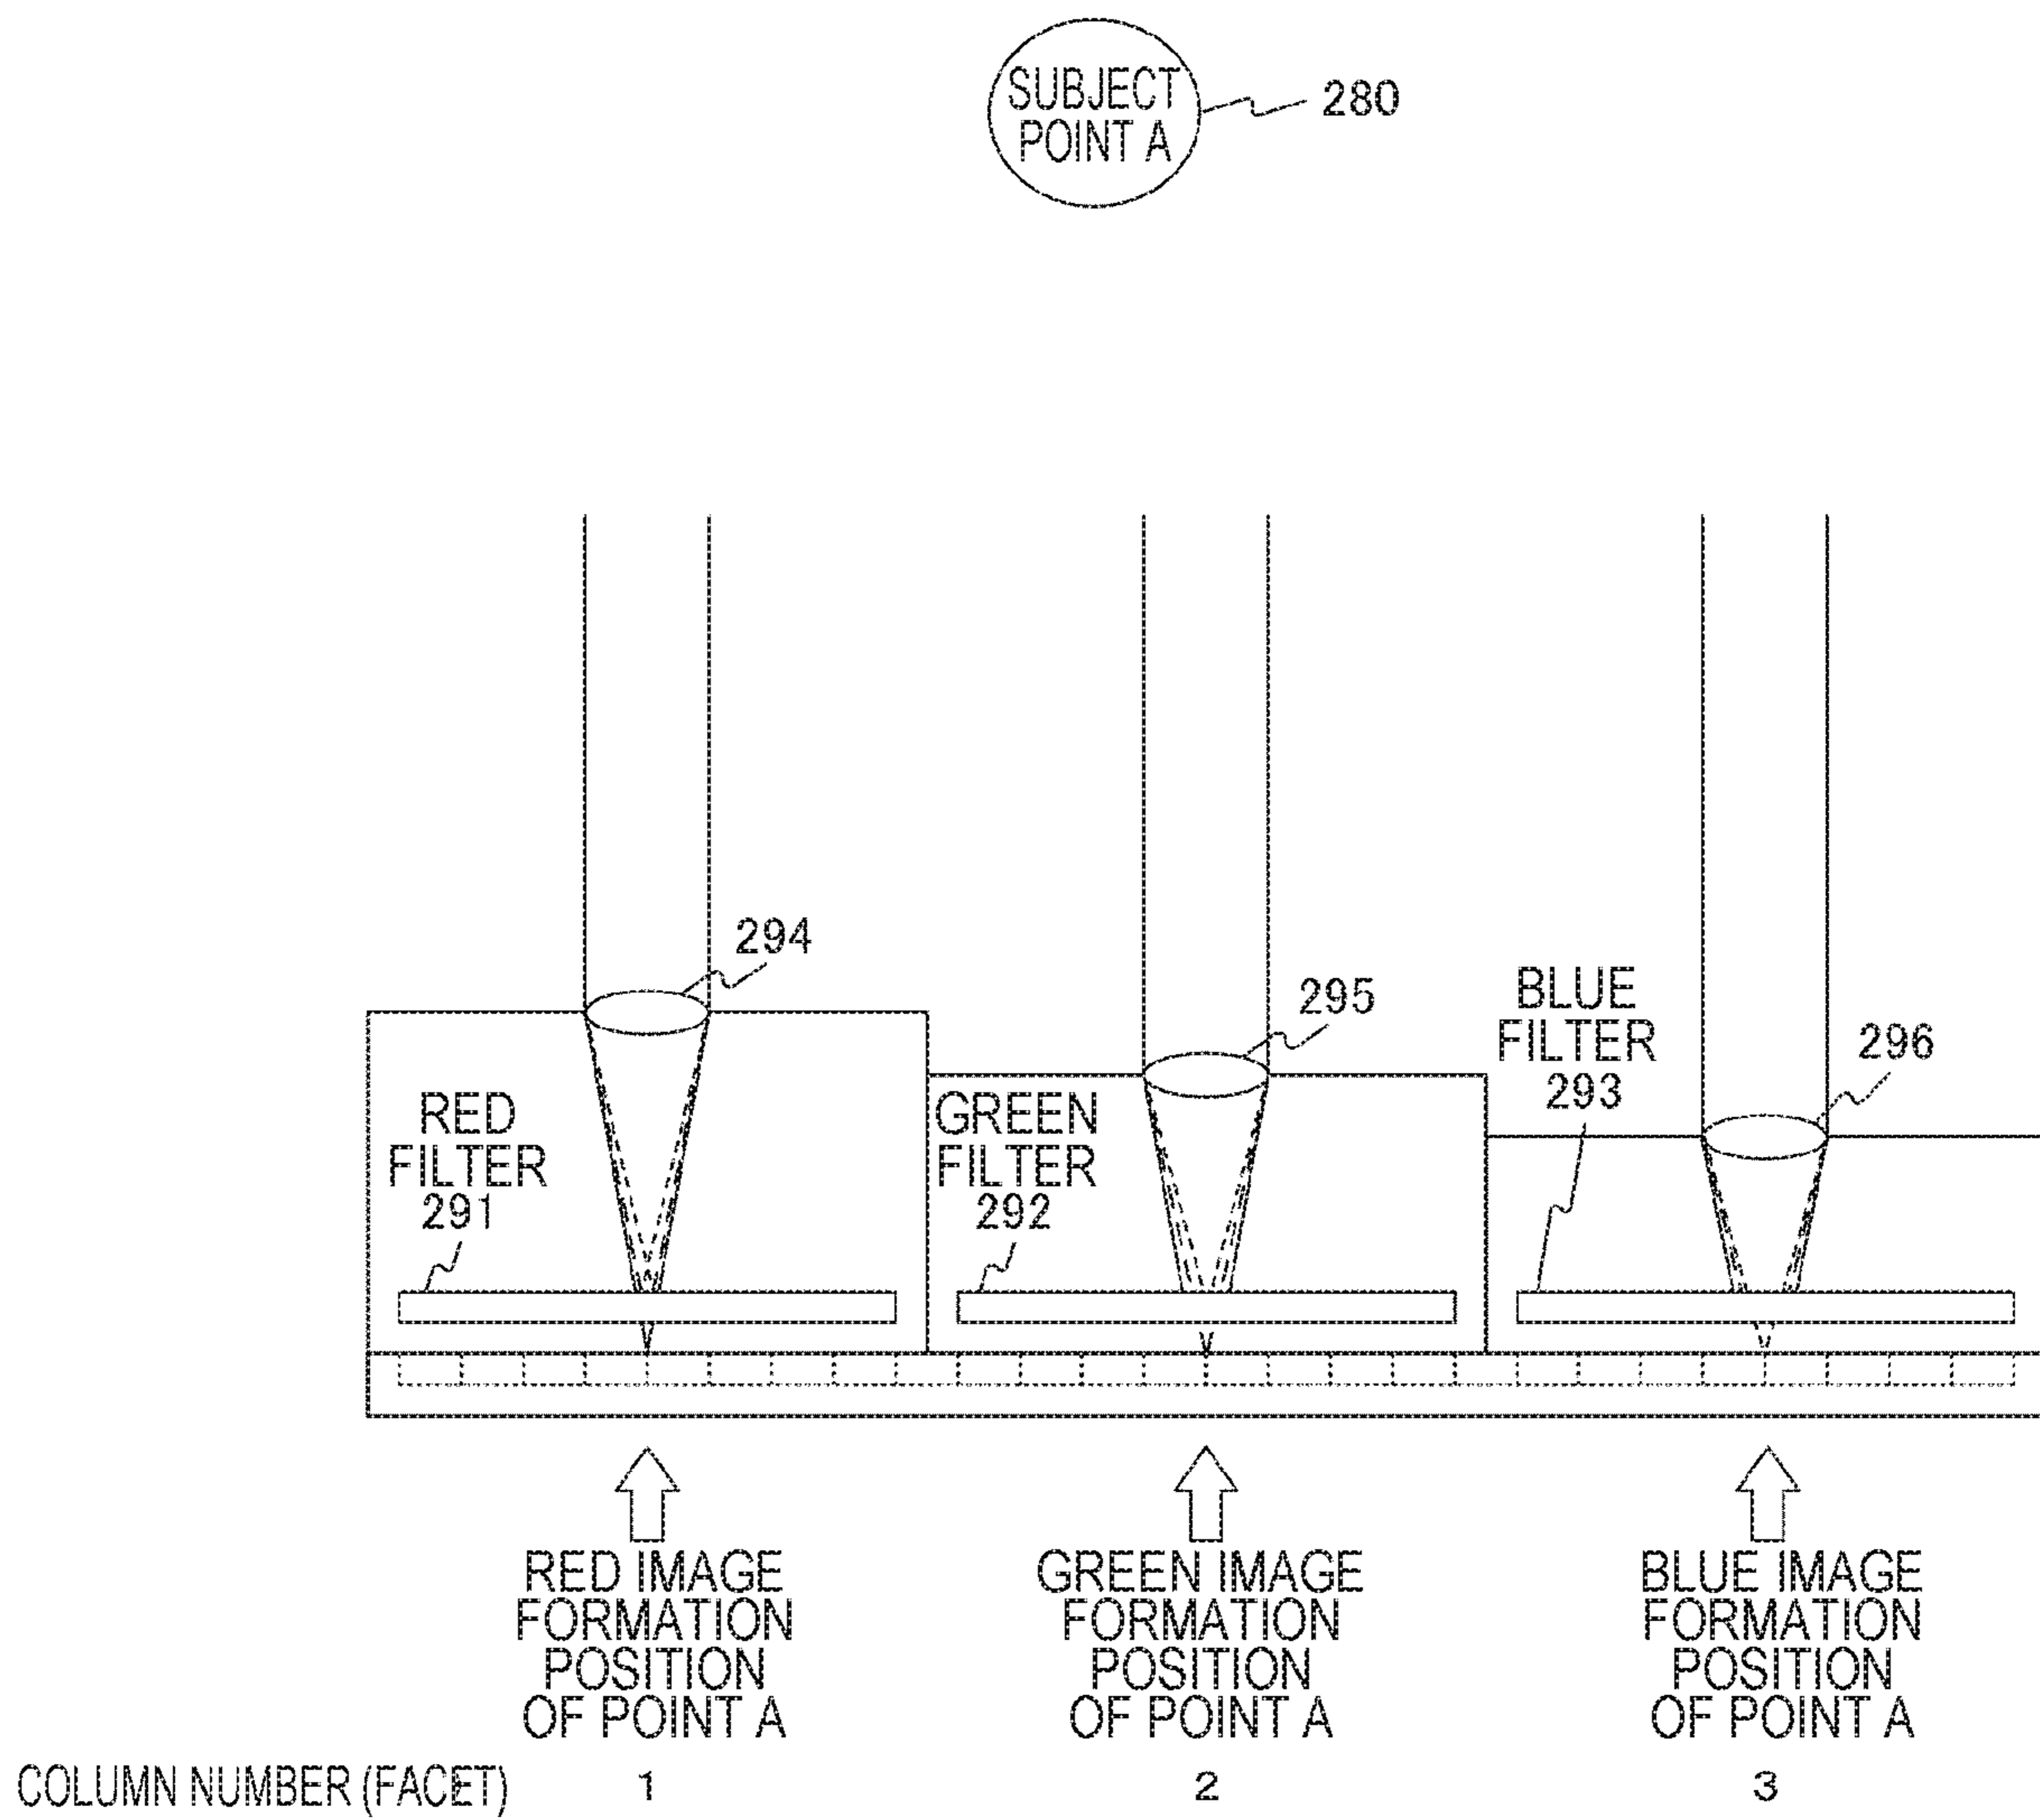 SUBJECT
POINT A
280
294
295
BLUE
FILTER
293
296
RED
FILTER
291
GREEN
FILTER
292
RED IMAGE
FORMATION
POSITION
OF POINT A
GREEN IMAGE
FORMATION
POSITION
OF POINT A
BLUE IMAGE
FORMATION
POSITION
OF POINT A
COLUMN NUMBER (FACET) 1 2 3